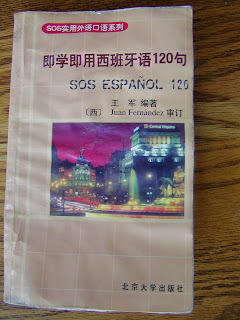 SOS实用外语口语系列
即学即用西班牙语120句
SOS ESPAÑOL 120
王 军 编著
〔西〕 Juan Fernández 审订
北京大学出版社